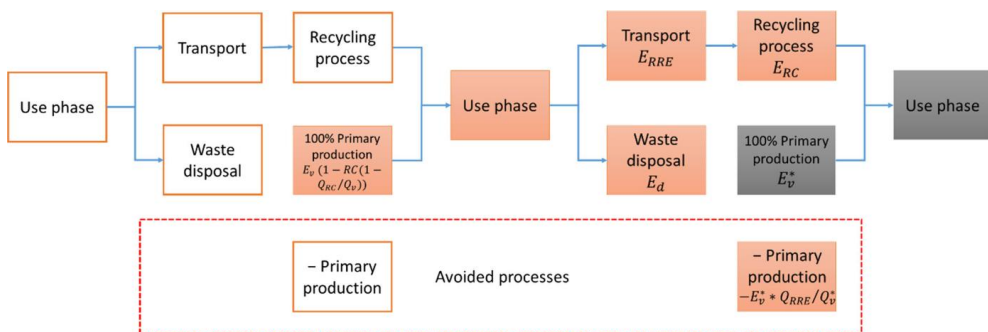 Use phase
Transport
Recycling
process
Waste
disposal
100% Primary
production
E_v (1 − RC(1 −
Q_RC/Q_v))
Use phase
Transport
E_RRE
Recycling
process
E_RC
Waste
disposal
E_d
100% Primary
production
E_v^*
Use phase
− Primary
production
Avoided processes
− Primary
production
−E_v^* * Q_RRE/Q_v^*